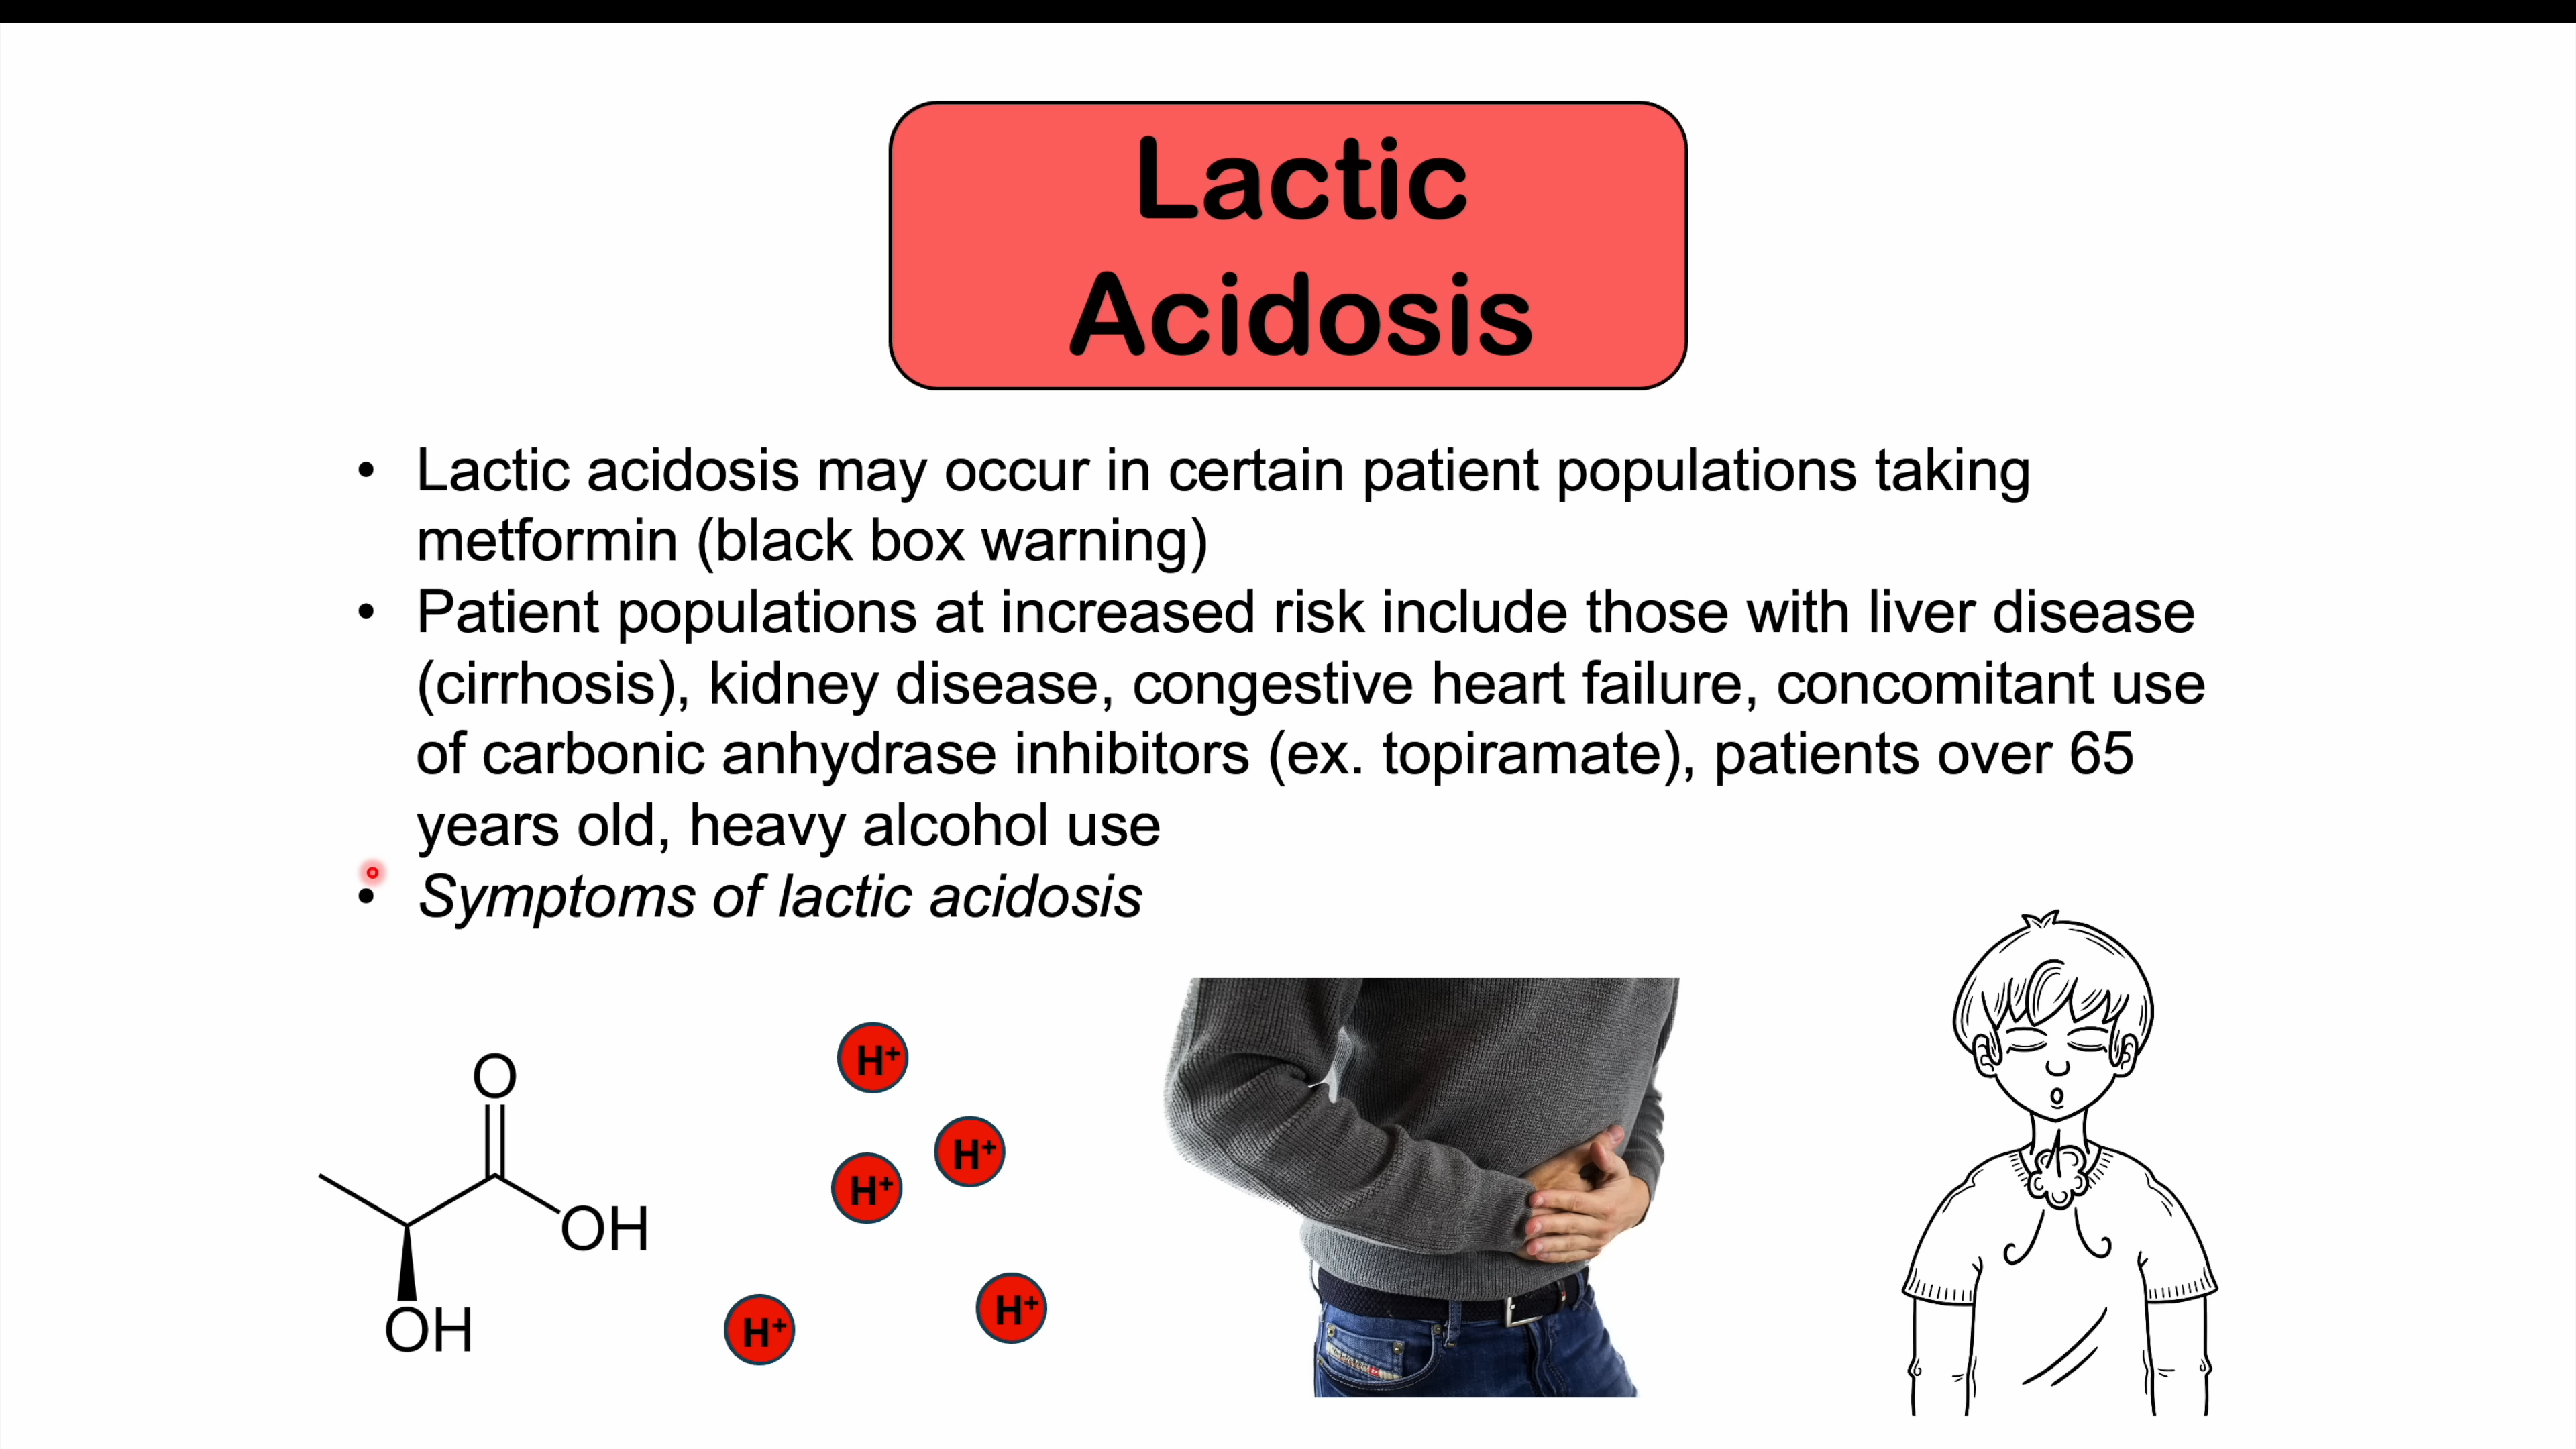 Lactic
Acidosis
• Lactic acidosis may occur in certain patient populations taking
metformin (black box warning)
• Patient populations at increased risk include those with liver disease
(cirrhosis), kidney disease, congestive heart failure, concomitant use
of carbonic anhydrase inhibitors (ex. topiramate), patients over 65
years old, heavy alcohol use
• Symptoms of lactic acidosis
O
OH
OH
H+
H+
H+
H+
H+